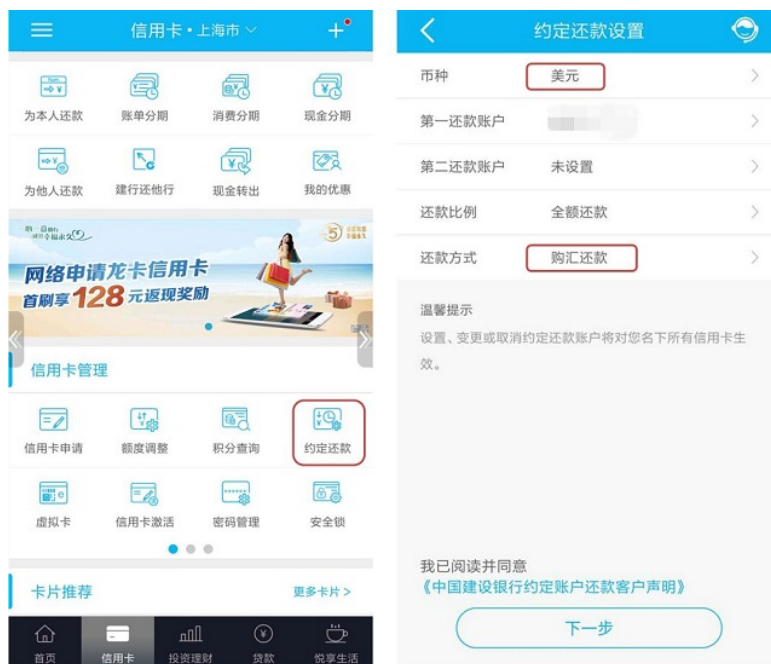 信用卡•上海市
为本人还款 账单分期 消费分期 现金分期
为他人还款 建行还他行 现金转出 我的优惠
网络申请龙卡信用卡
首刷享128元返现奖励
信用卡管理
信用卡申请 额度调整 积分查询 约定还款
虚拟卡 信用卡激活 密码管理 安全锁
卡片推荐 更多卡片 >
首页 信用卡 投资理财 贷款 悦享生活
约定还款设置
币种 美元
第一还款账户
第二还款账户 未设置
还款比例 全额还款
还款方式 购汇还款
温馨提示
设置、变更或取消约定还款账户将对您名下所有信用卡生
效。
我已阅读并同意
《中国建设银行约定账户还款客户声明》
下一步